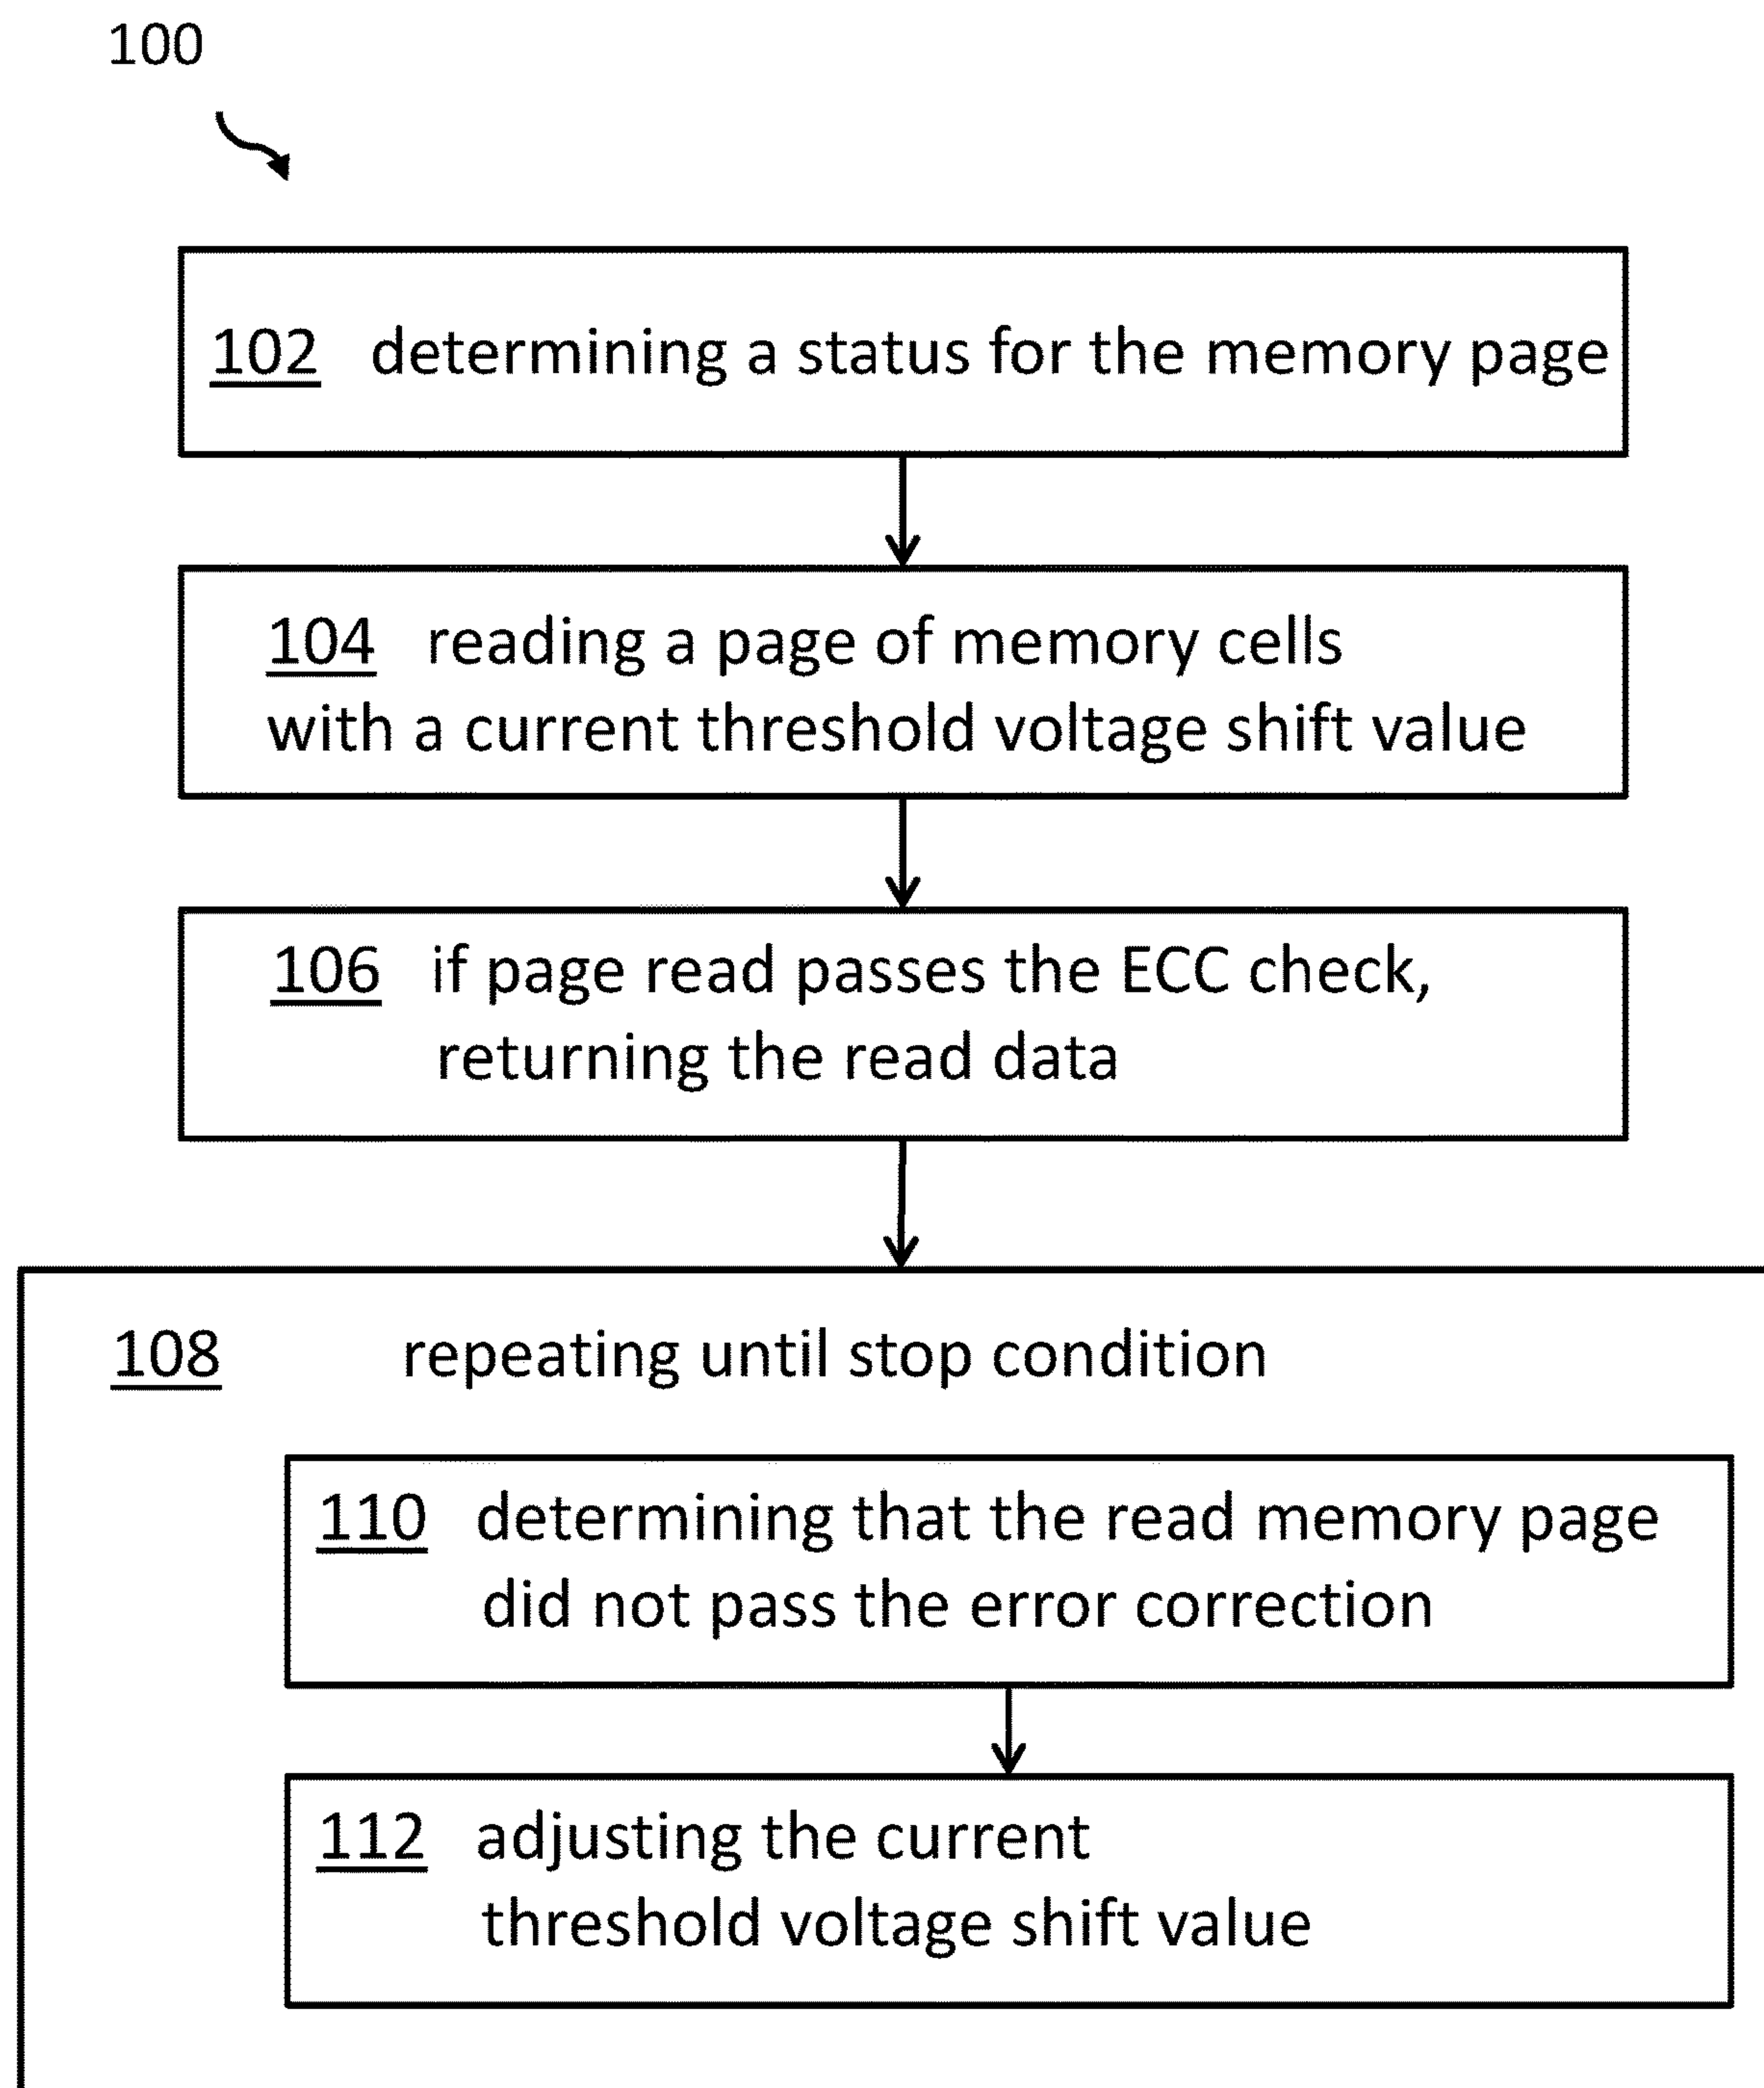 100
102 determining a status for the memory page
104 reading a page of memory cells
with a current threshold voltage shift value
106 if page read passes the ECC check,
returning the read data
108 repeating until stop condition
110 determining that the read memory page
did not pass the error correction
112 adjusting the current
threshold voltage shift value